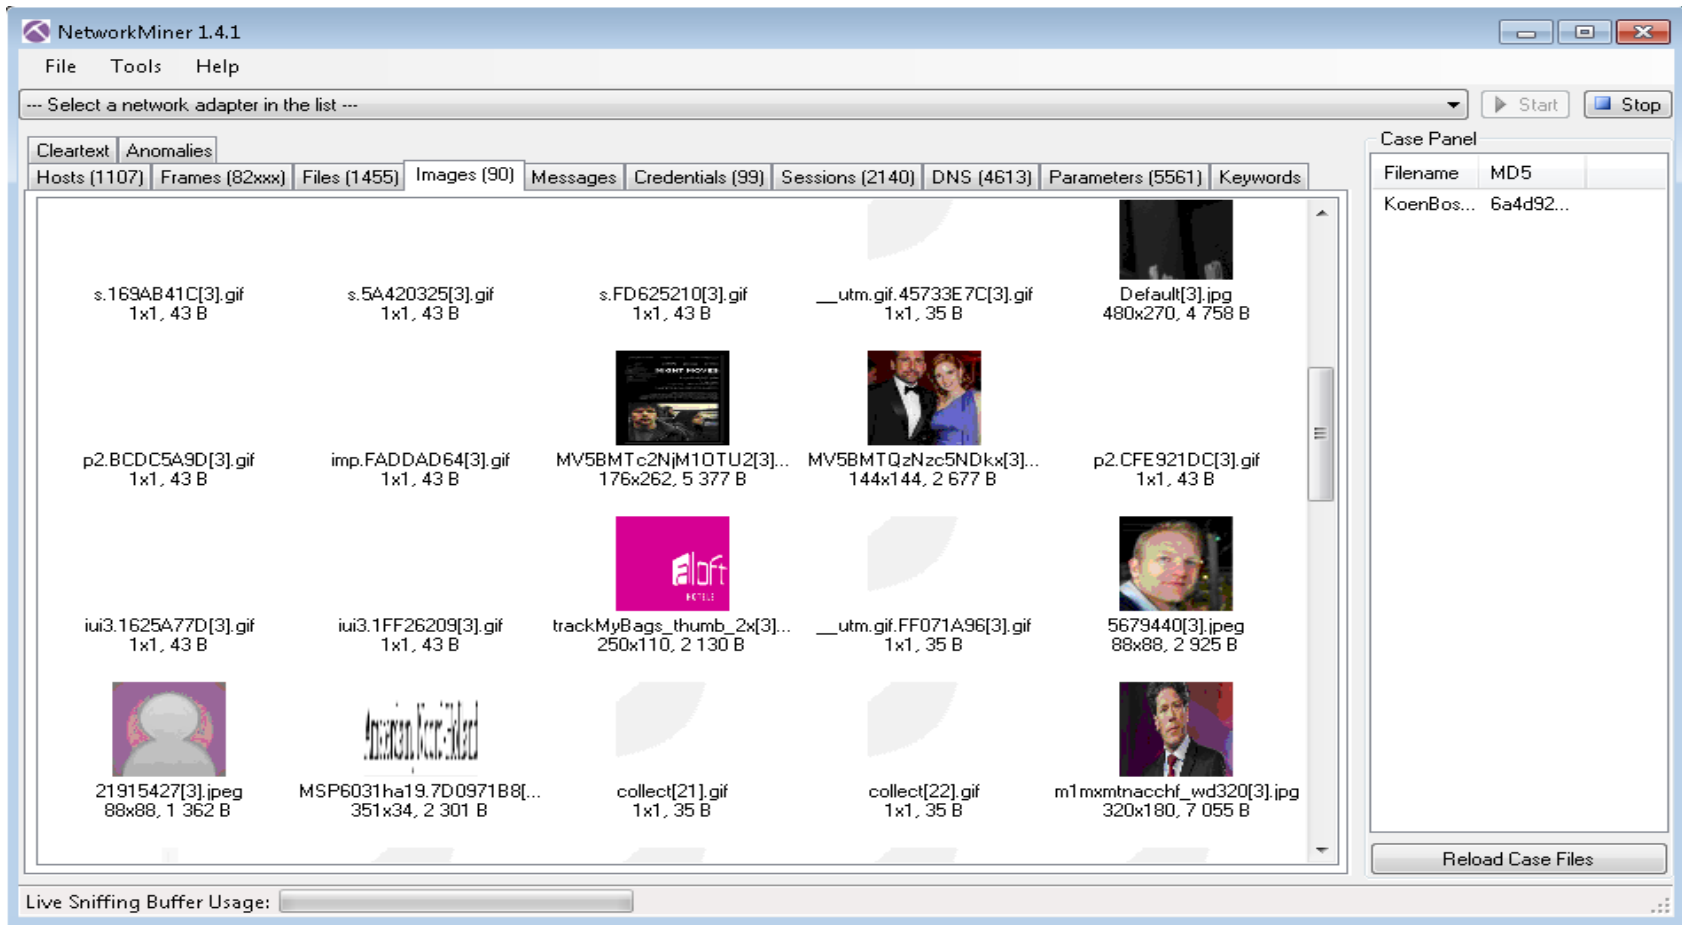 NetworkMiner 1.4.1
File Tools Help
--- Select a network adapter in the list ---
Start
Stop
Cleartext Anomalies
Hosts (1107) Frames (82xxx) Files (1455) Images (90) Messages Credentials (99) Sessions (2140) DNS (4613) Parameters (5561) Keywords
s.169AB41C[3].gif
1x1, 43 B
s.5A420325[3].gif
1x1, 43 B
s.FD625210[3].gif
1x1, 43 B
__utm.gif.45733E7C[3].gif
1x1, 35 B
Default[3].jpg
480x270, 4 758 B
NIGHT MOVES
p2.BCDC5A9D[3].gif
1x1, 43 B
imp.FADDAD64[3].gif
1x1, 43 B
MV5BMTc2NjM1OTU2[3]...
176x262, 5 377 B
MV5BMTQzNzc5NDkx[3]...
144x144, 2 677 B
p2.CFE921DC[3].gif
1x1, 43 B
aloft
HOTELS
iui3.1625A77D[3].gif
1x1, 43 B
iui3.1FF26209[3].gif
1x1, 43 B
trackMyBags_thumb_2x[3]...
250x110, 2 130 B
__utm.gif.FF071A96[3].gif
1x1, 35 B
5679440[3].jpeg
88x88, 2 925 B
21915427[3].jpeg
88x88, 1 362 B
MSP6031ha19.7D0971B8[...
351x34, 2 301 B
collect[21].gif
1x1, 35 B
collect[22].gif
1x1, 35 B
m1mxmtnacchf_wd320[3].jpg
320x180, 7 055 B
Case Panel
Filename MD5
KoenBos... 6a4d92...
Reload Case Files
Live Sniffing Buffer Usage: